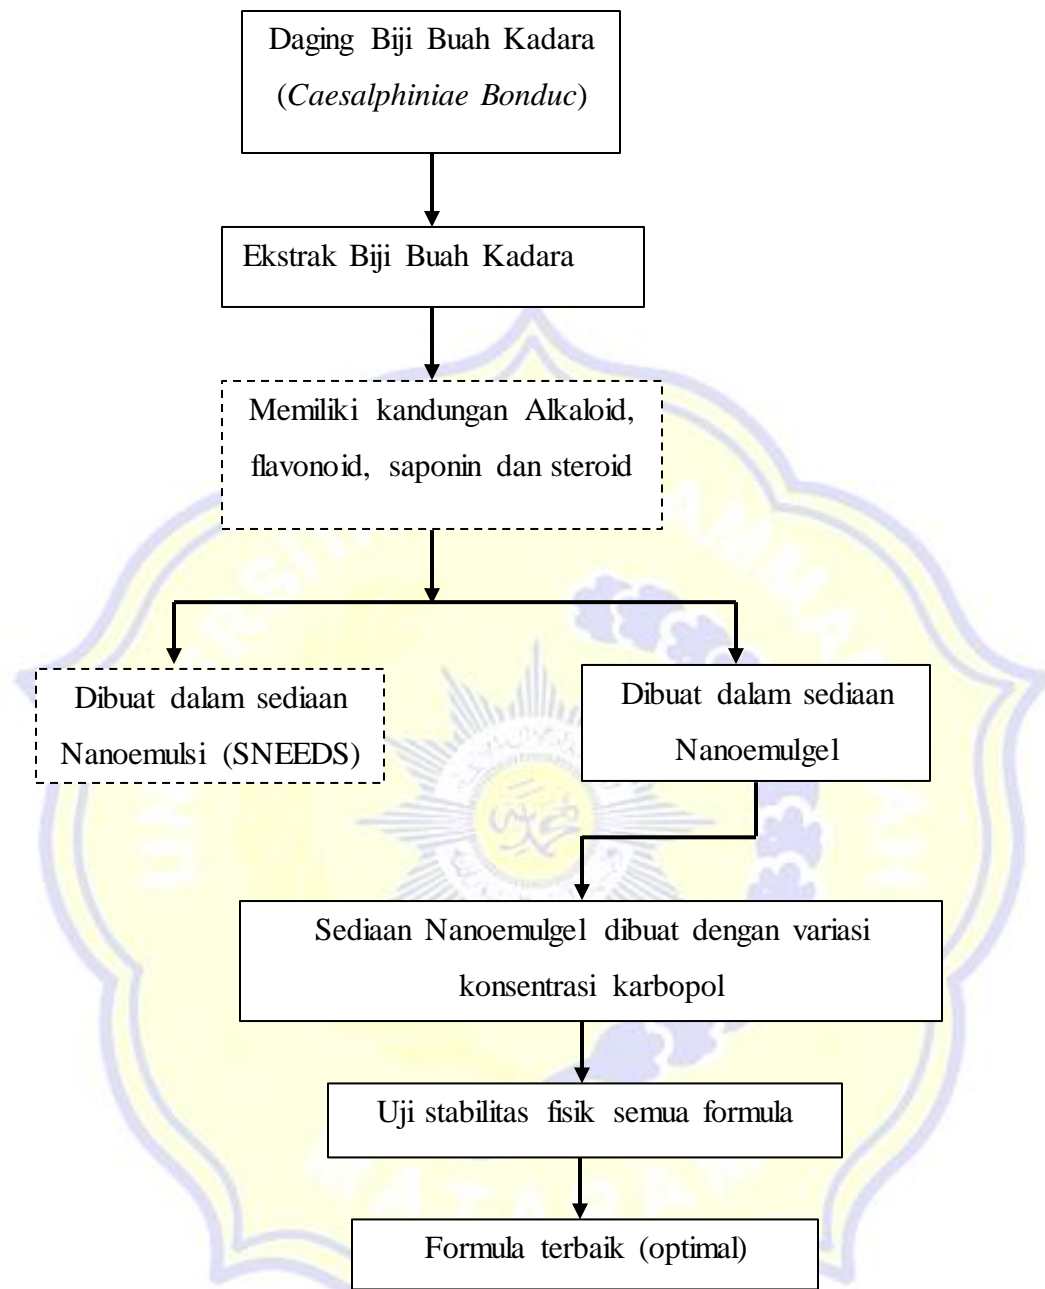 Daging Biji Buah Kadara
(Caesalphiniae Bonduc)
Ekstrak Biji Buah Kadara
Memiliki kandungan Alkaloid,
flavonoid, saponin dan steroid
Dibuat dalam sediaan
Nanoemulsi (SNEEDS)
Dibuat dalam sediaan
Nanoemulgel
Sediaan Nanoemulgel dibuat dengan variasi
konsentrasi karbopol
Uji stabilitas fisik semua formula
Formula terbaik (optimal)
MATARAM